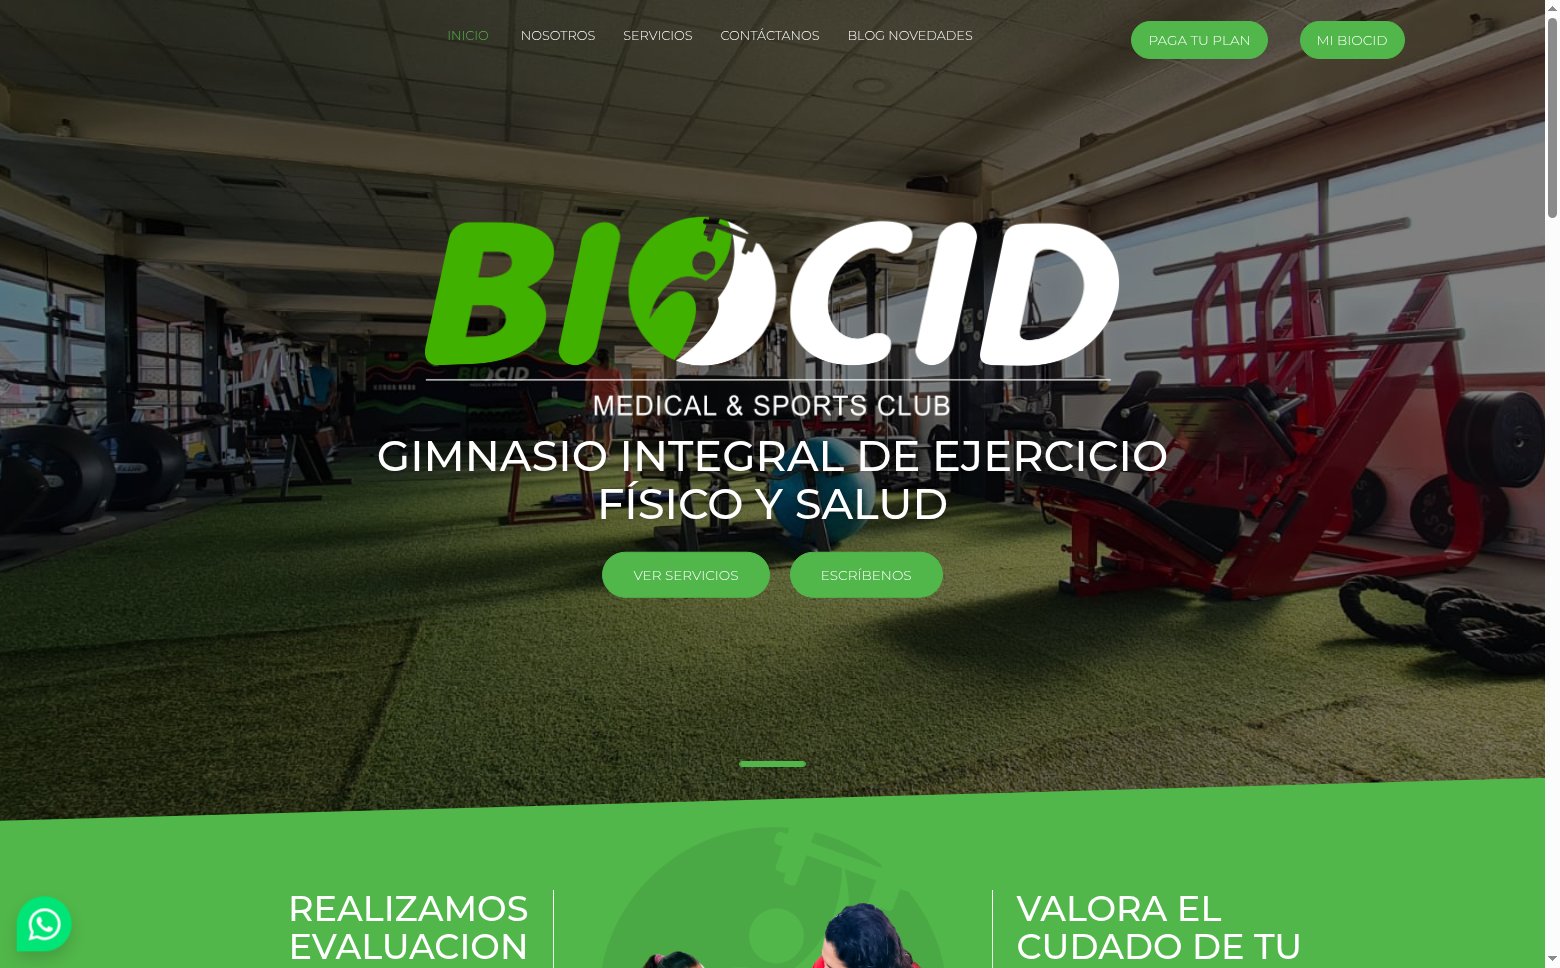 INICIO NOSOTROS SERVICIOS CONTÁCTANOS BLOG NOVEDADES PAGA TU PLAN MI BIOCID
BIOCID
MEDICAL & SPORTS CLUB
BIOCID
GIMNASIO INTEGRAL DE EJERCICIO
FÍSICO Y SALUD
VER SERVICIOS ESCRÍBENOS
REALIZAMOS
EVALUACION
VALORA EL
CUDADO DE TU